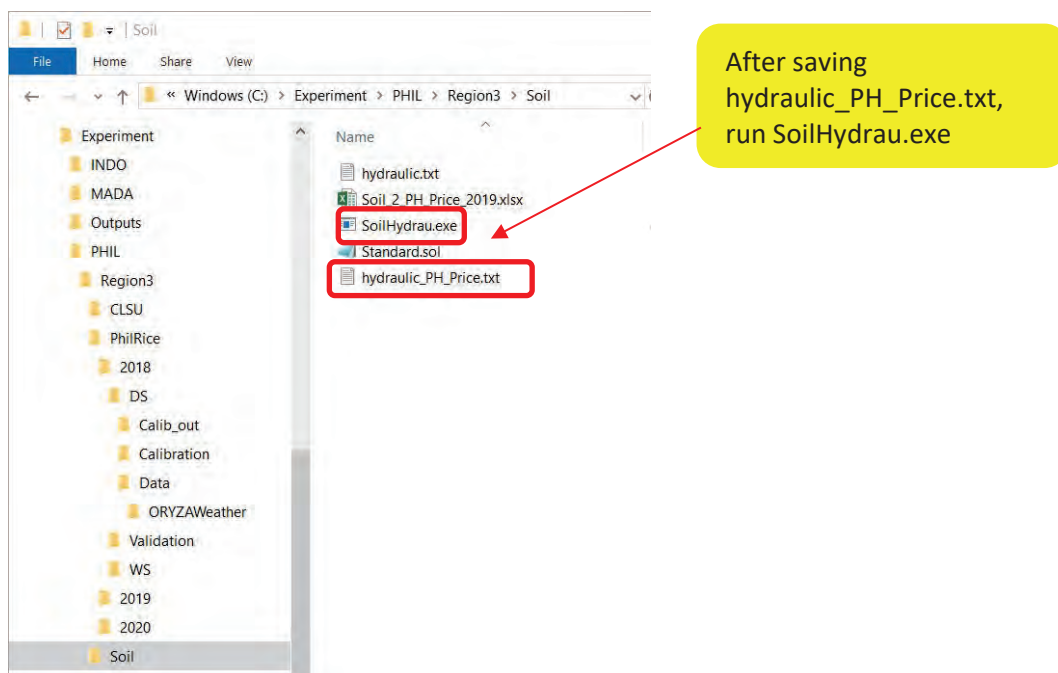 Soil
File Home Share View
« Windows (C:) > Experiment > PHIL > Region3 > Soil
Experiment
INDO
MADA
Outputs
PHIL
Region3
CLSU
PhilRice
2018
DS
Calib_out
Calibration
Data
ORYZAWeather
Validation
WS
2019
2020
Soil
Name
hydraulic.txt
Soil_2_PH_Price_2019.xlsx
SoilHydrau.exe
Standard.sol
hydraulic_PH_Price.txt
After saving
hydraulic_PH_Price.txt,
run SoilHydrau.exe